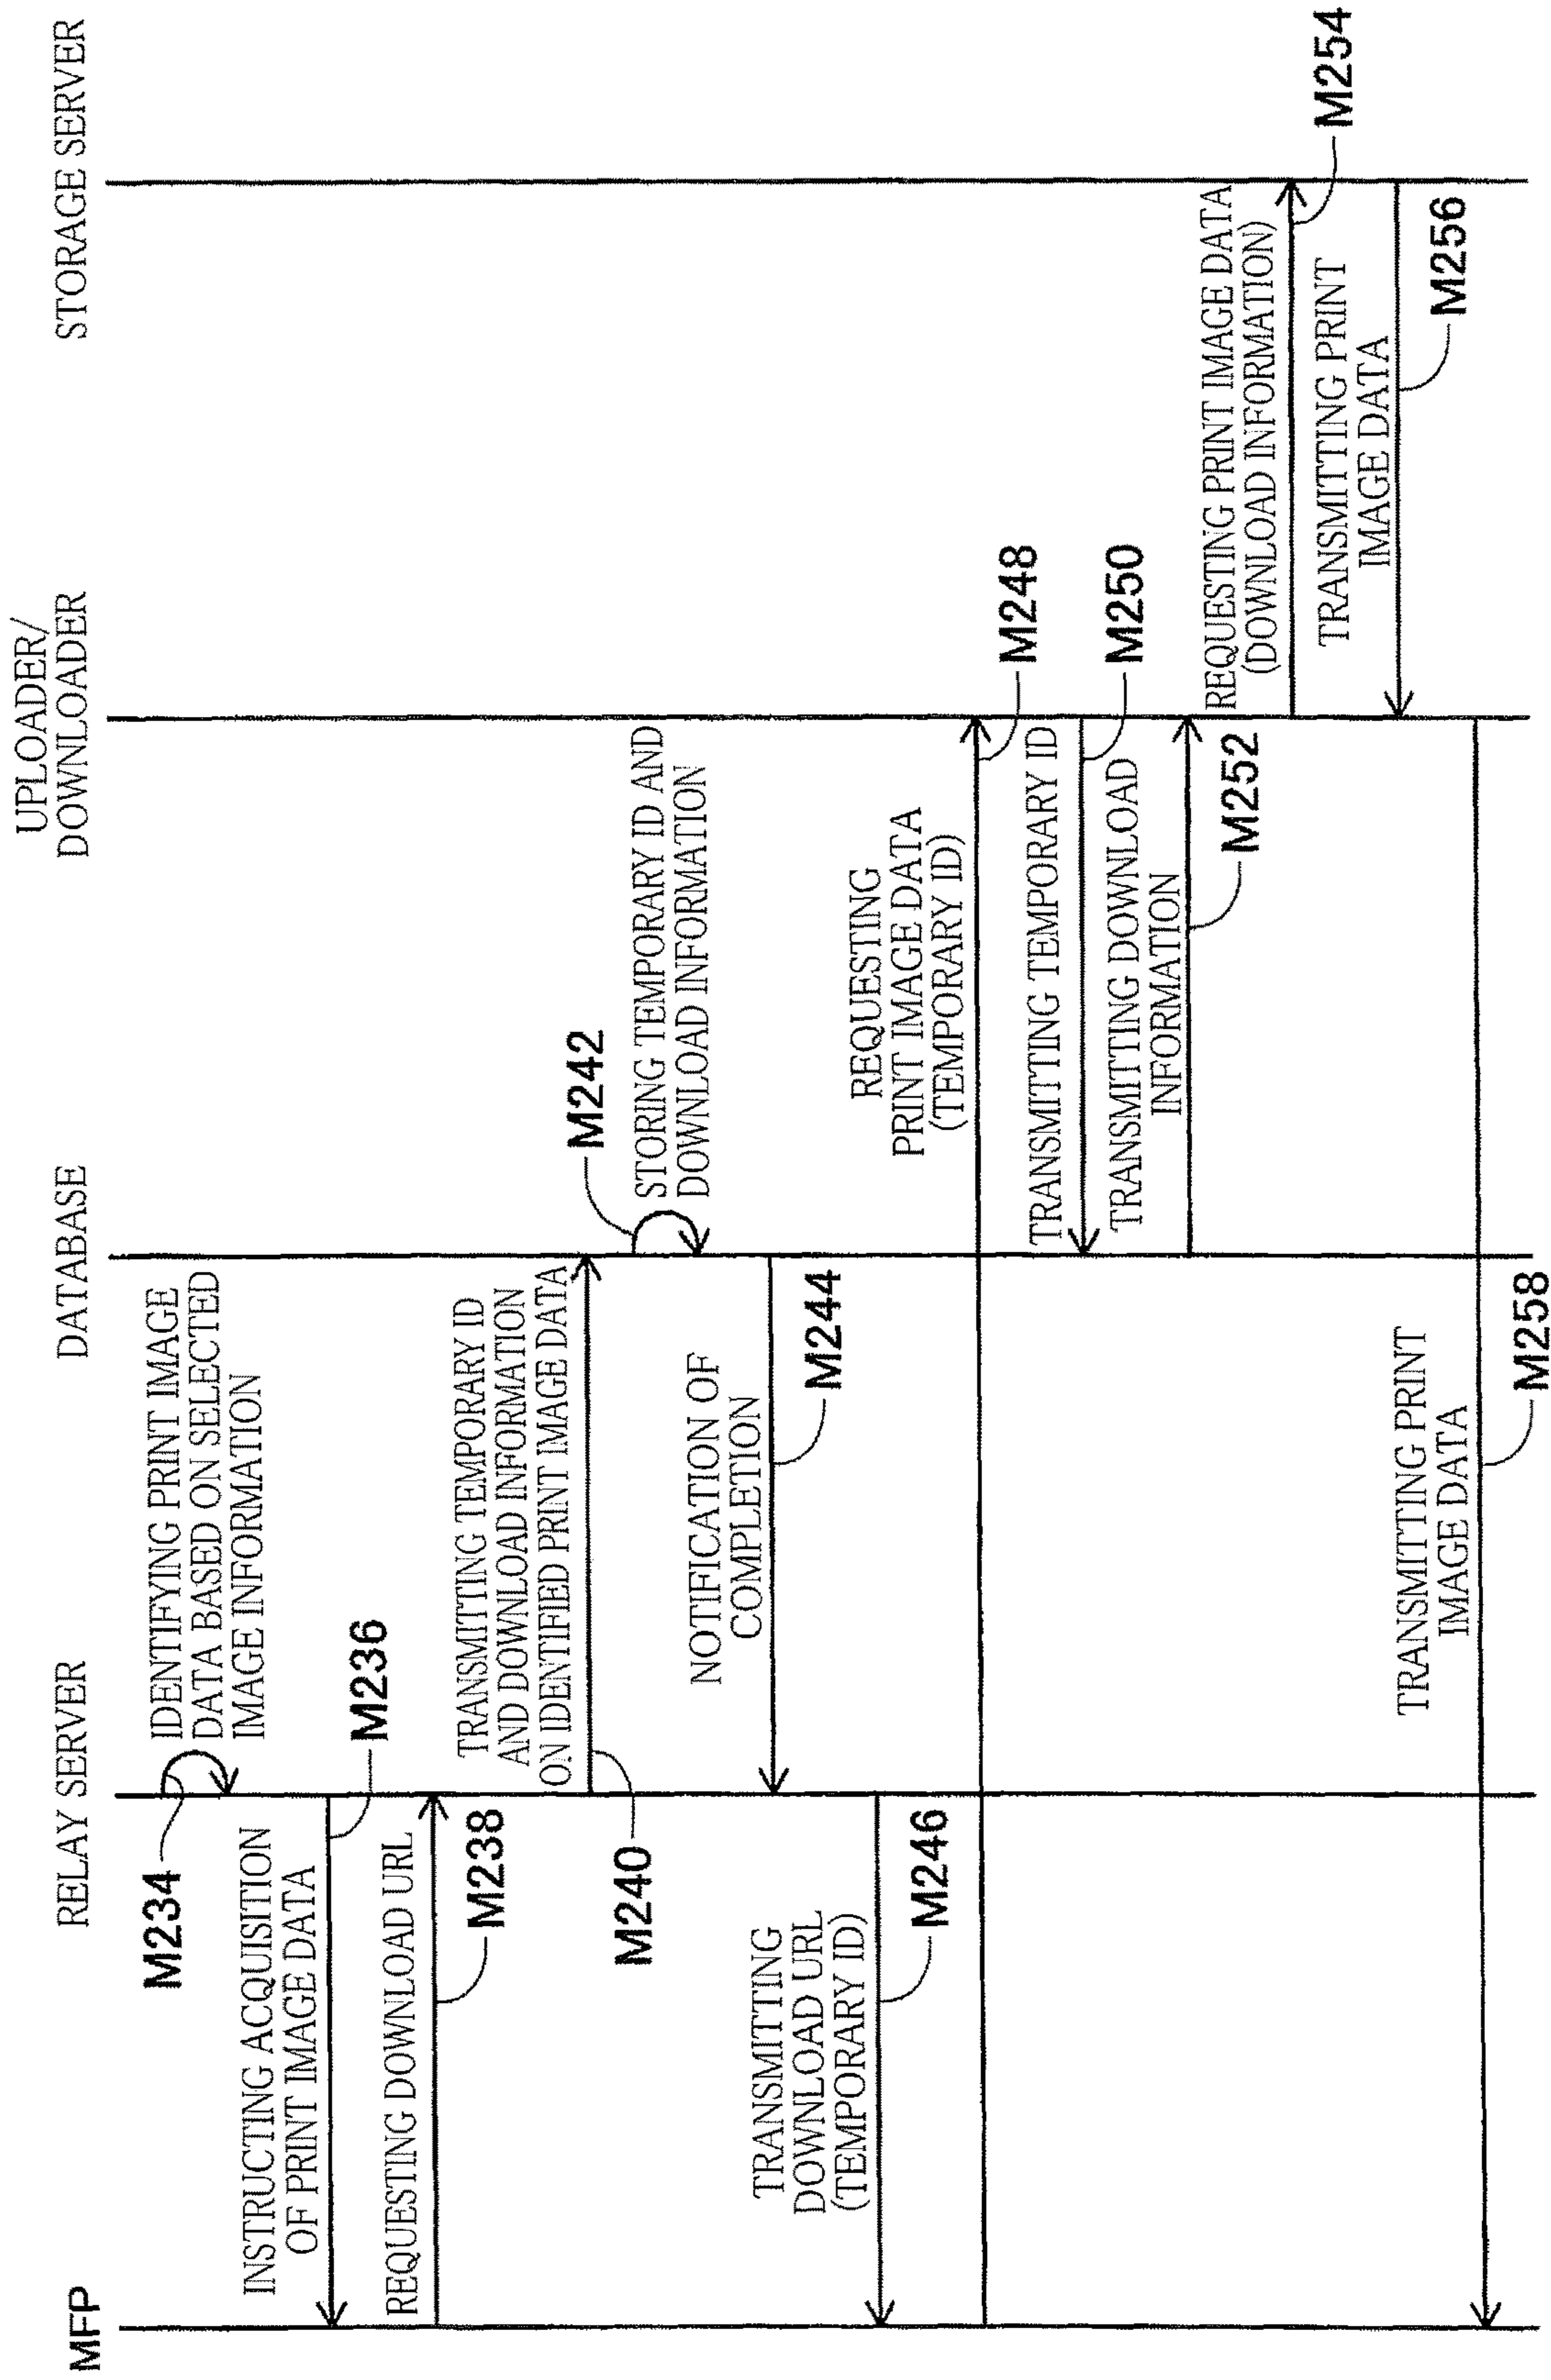 MFP
RELAY SERVER
DATABASE
UPLOADER/
DOWNLOADER
STORAGE SERVER
M234
IDENTIFYING PRINT IMAGE
DATA BASED ON SELECTED
IMAGE INFORMATION
INSTRUCTING ACQUISITION
OF PRINT IMAGE DATA
M236
REQUESTING DOWNLOAD URL
M238
TRANSMITTING TEMPORARY ID
AND DOWNLOAD INFORMATION
ON IDENTIFIED PRINT IMAGE DATA
M240
M242
STORING TEMPORARY ID AND
DOWNLOAD INFORMATION
NOTIFICATION OF
COMPLETION
M244
TRANSMITTING
DOWNLOAD URL
(TEMPORARY ID)
M246
REQUESTING
PRINT IMAGE DATA
(TEMPORARY ID)
M248
TRANSMITTING TEMPORARY ID
M250
TRANSMITTING DOWNLOAD
INFORMATION
M252
REQUESTING PRINT IMAGE DATA
(DOWNLOAD INFORMATION)
M254
TRANSMITTING PRINT
IMAGE DATA
M256
TRANSMITTING PRINT
IMAGE DATA
M258